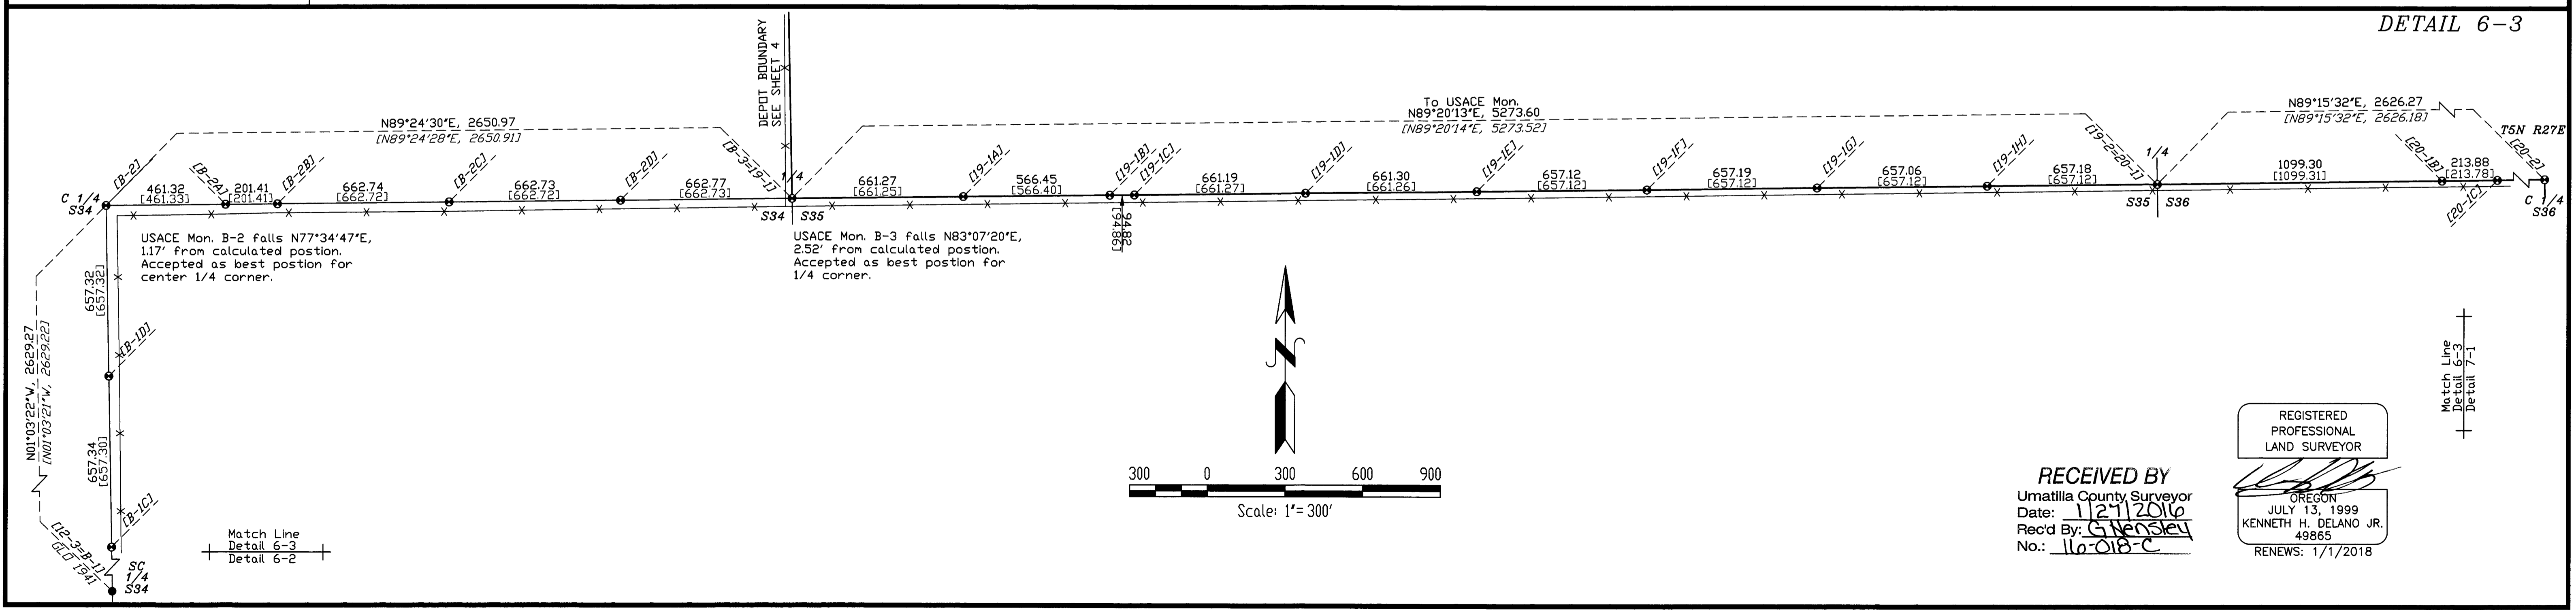 DETAIL 6-3
DEPOT BOUNDARY
SEE SHEET 4
N89°24'30"E, 2650.97
[N89°24'28"E, 2650.91]
To USACE Mon.
N89°20'13"E, 5273.60
[N89°20'14"E, 5273.52]
N89°15'32"E, 2626.27
[N89°15'32"E, 2626.18]
T5N R27E
[B-2]
[B-2A]
[B-2B]
[B-2C]
[B-2D]
[B-3=19-1]
[19-1A]
[19-1B]
[19-1C]
[19-1D]
[19-1E]
[19-1F]
[19-1G]
[19-1H]
[19-2=20-1]
[20-1B]
[20-2]
C 1/4
S34
461.32
[461.33]
201.41
[201.41]
662.74
[662.72]
662.73
[662.72]
662.77
[662.73]
1/4
S34 S35
661.27
[661.25]
566.45
[566.40]
94.82
[94.86]
661.19
[661.27]
661.30
[661.26]
657.12
[657.12]
657.19
[657.12]
657.06
[657.12]
657.18
[657.12]
1/4
S35 S36
1099.30
[1099.31]
213.88
[213.78]
[20-1C]
C 1/4
S36
USACE Mon. B-2 falls N77°34'47"E,
1.17' from calculated postion.
Accepted as best postion for
center 1/4 corner.
USACE Mon. B-3 falls N83°07'20"E,
2.52' from calculated postion.
Accepted as best postion for
1/4 corner.
657.32
[657.32]
[B-1D]
N01°03'22"W, 2629.27
[N01°03'21"W, 2629.22]
657.34
[657.30]
[B-1C]
[12-3=B-1]
GLO 194]
SC
1/4
S34
Match Line
Detail 6-3
Detail 6-2
N
300 0 300 600 900
Scale: 1"= 300'
Match Line
Detail 6-3
Detail 7-1
RECEIVED BY
Umatilla County Surveyor
Date: 1/27/2016
Rec'd By: G Hensley
No.: 16-018-C
REGISTERED
PROFESSIONAL
LAND SURVEYOR
OREGON
JULY 13, 1999
KENNETH H. DELANO JR.
49865
RENEWS: 1/1/2018